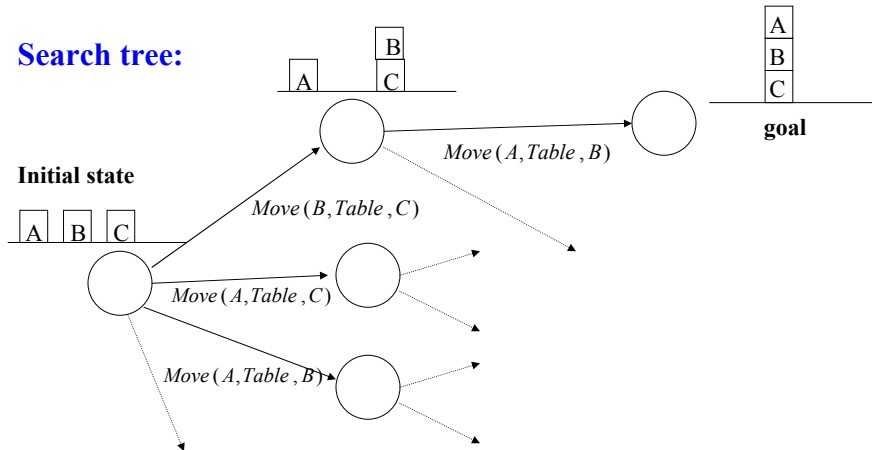 Search tree:
A
B
C
A
B
C
goal
Move(A,Table,B)
Initial state
A B C
Move(B,Table,C)
Move(A,Table,C)
Move(A,Table,B)